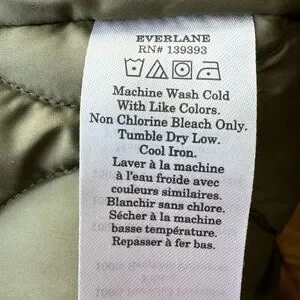 EVERLANE
RN# 139393
Machine Wash Cold
With Like Colors.
Non Chlorine Bleach Only.
Tumble Dry Low.
Cool Iron.
Laver à la machine
à l'eau froide avec
couleurs similaires.
Blanchir sans chlore.
Sécher à la machine
basse température.
Repasser à fer bas.